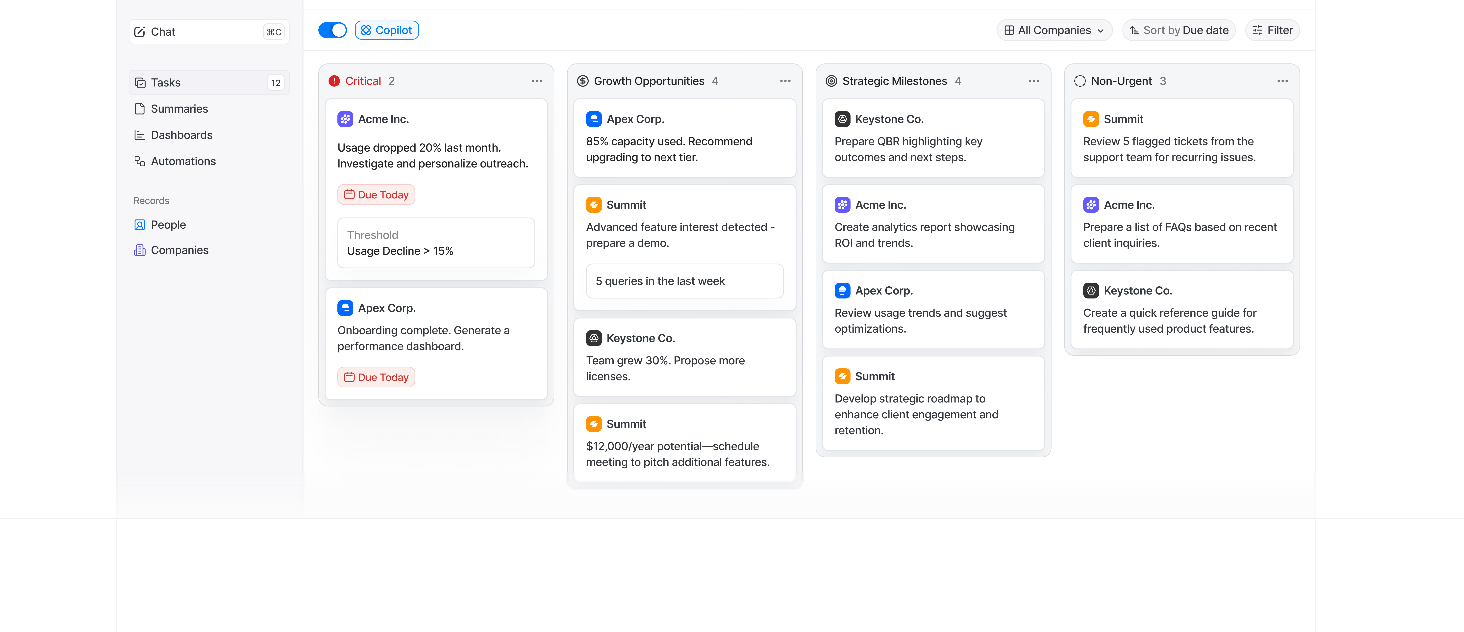 Chat
⌘C
Tasks
12
Summaries
Dashboards
Automations
Records
People
Companies
Copilot
All Companies
Sort by Due date
Filter
Critical 2
Acme Inc.
Usage dropped 20% last month.
Investigate and personalize outreach.
Due Today
Threshold
Usage Decline > 15%
Apex Corp.
Onboarding complete. Generate a
performance dashboard.
Due Today
Growth Opportunities 4
Apex Corp.
85% capacity used. Recommend
upgrading to next tier.
Summit
Advanced feature interest detected -
prepare a demo.
5 queries in the last week
Keystone Co.
Team grew 30%. Propose more
licenses.
Summit
$12,000/year potential—schedule
meeting to pitch additional features.
Strategic Milestones 4
Keystone Co.
Prepare QBR highlighting key
outcomes and next steps.
Acme Inc.
Create analytics report showcasing
ROI and trends.
Apex Corp.
Review usage trends and suggest
optimizations.
Summit
Develop strategic roadmap to
enhance client engagement and
retention.
Non-Urgent 3
Summit
Review 5 flagged tickets from the
support team for recurring issues.
Acme Inc.
Prepare a list of FAQs based on recent
client inquiries.
Keystone Co.
Create a quick reference guide for
frequently used product features.